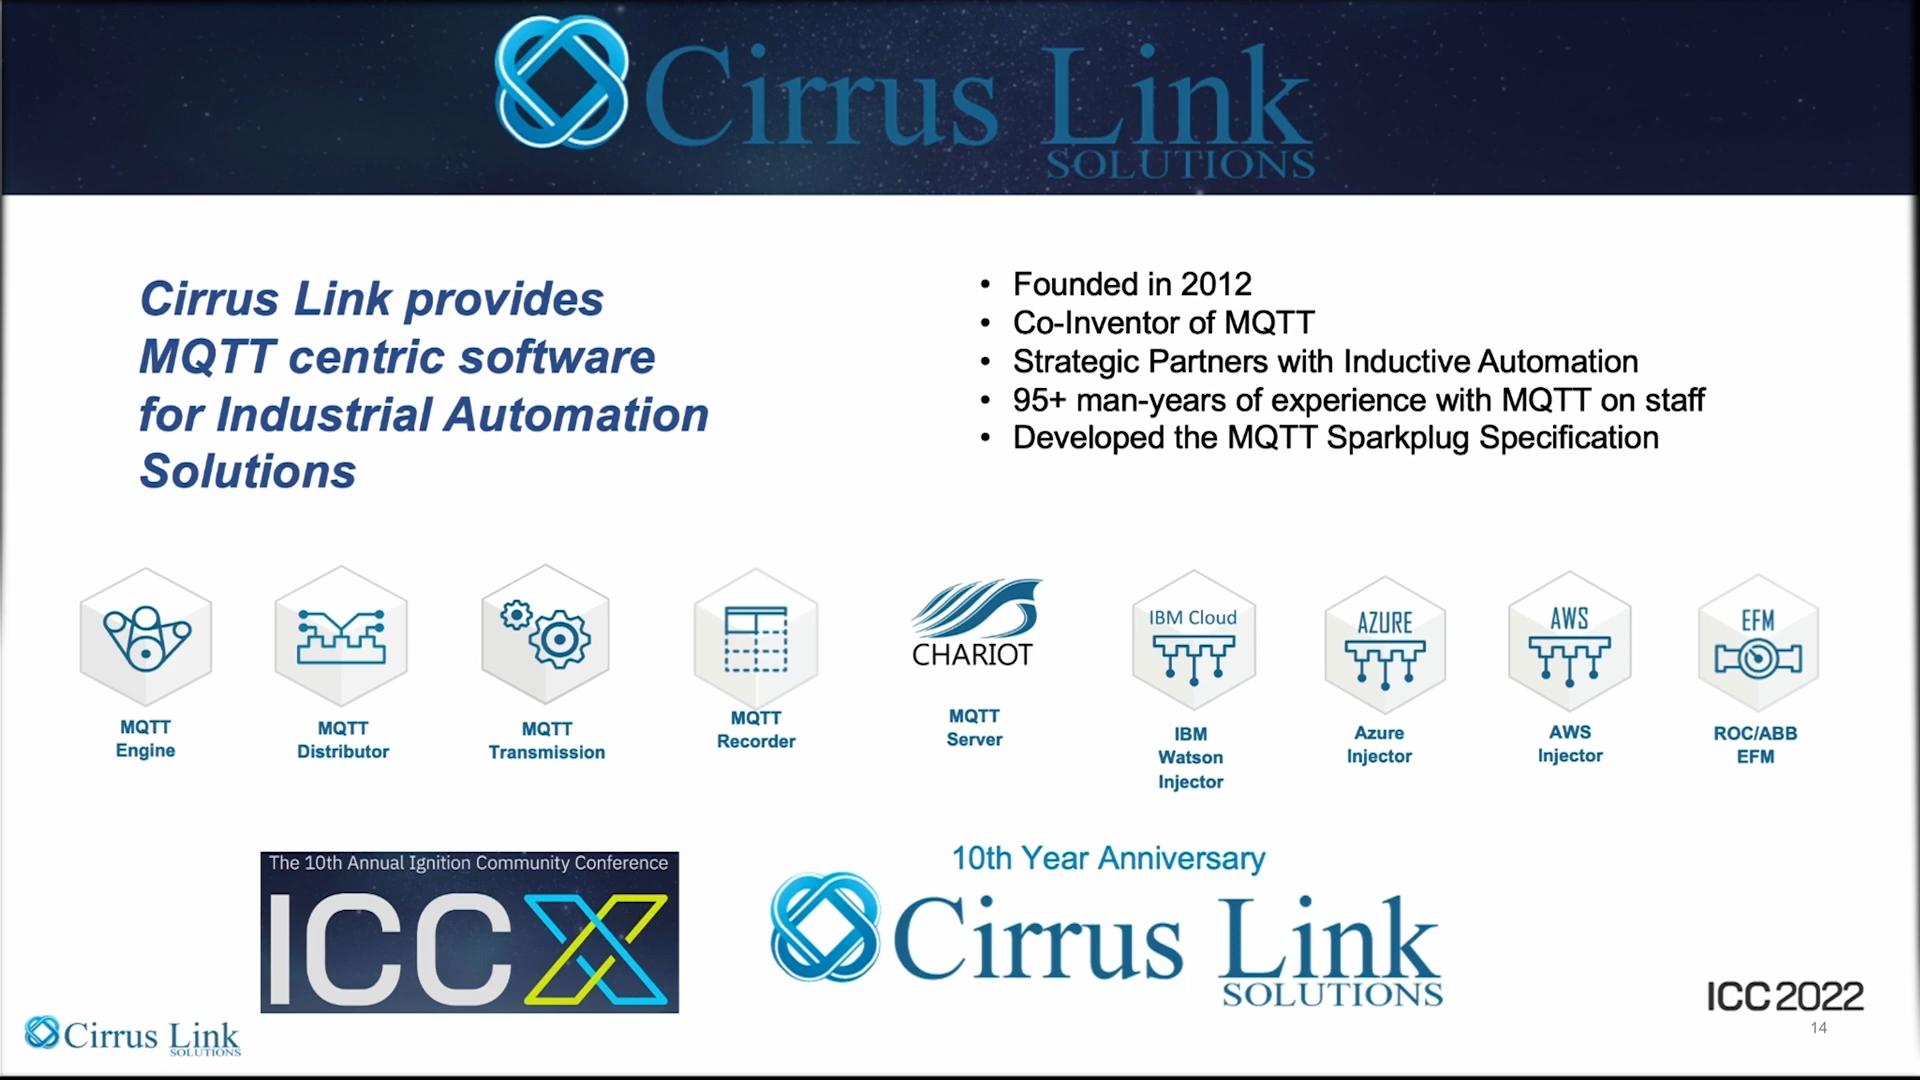 Cirrus Link
SOLUTIONS
Cirrus Link provides
MQTT centric software
for Industrial Automation
Solutions
• Founded in 2012
• Co-Inventor of MQTT
• Strategic Partners with Inductive Automation
• 95+ man-years of experience with MQTT on staff
• Developed the MQTT Sparkplug Specification
MQTT
Engine
MQTT
Distributor
MQTT
Transmission
MQTT
Recorder
CHARIOT
MQTT
Server
IBM Cloud
IBM
Watson
Injector
AZURE
Azure
Injector
AWS
AWS
Injector
EFM
ROC/ABB
EFM
The 10th Annual Ignition Community Conference
ICCX
10th Year Anniversary
Cirrus Link
SOLUTIONS
Cirrus Link
SOLUTIONS
ICC2022
14